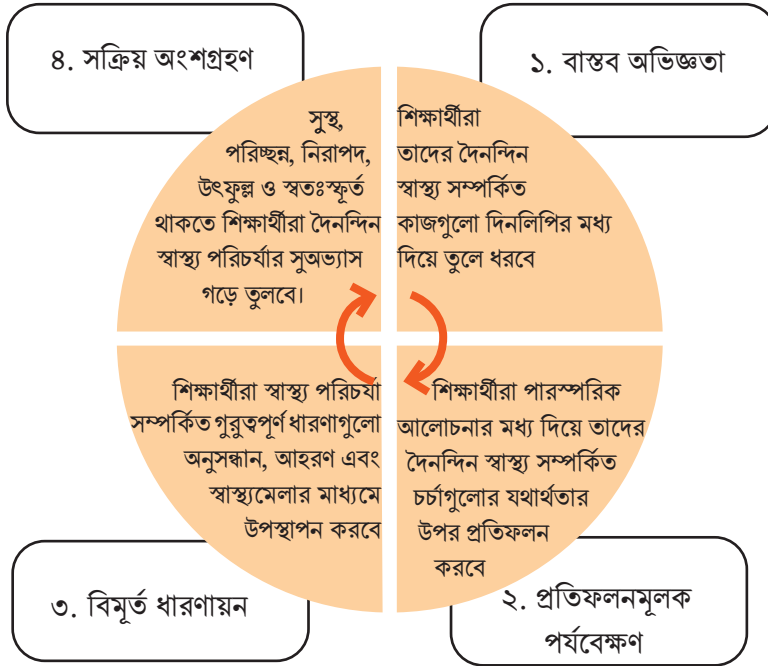 ৪. সক্রিয় অংশগ্রহণ
সুস্থ,
পরিচ্ছন্ন, নিরাপদ,
উৎফুল্ল ও স্বতঃস্ফূর্ত
থাকতে শিক্ষার্থীরা দৈনন্দিন
স্বাস্থ্য পরিচর্যার সুঅভ্যাস
গড়ে তুলবে।
১. বাস্তব অভিজ্ঞতা
শিক্ষার্থীরা
তাদের দৈনন্দিন
স্বাস্থ্য সম্পর্কিত
কাজগুলো দিনলিপির মধ্য
দিয়ে তুলে ধরবে
শিক্ষার্থীরা স্বাস্থ্য পরিচর্যা
সম্পর্কিত গুরুত্বপূর্ণ ধারণাগুলো
অনুসন্ধান, আহরণ এবং
স্বাস্থ্যমেলার মাধ্যমে
উপস্থাপন করবে
৩. বিমূর্ত ধারণায়ন
শিক্ষার্থীরা পারস্পরিক
আলোচনার মধ্য দিয়ে তাদের
দৈনন্দিন স্বাস্থ্য সম্পর্কিত
চর্চাগুলোর যথার্থতার
উপর প্রতিফলন
করবে
২. প্রতিফলনমূলক
পর্যবেক্ষণ